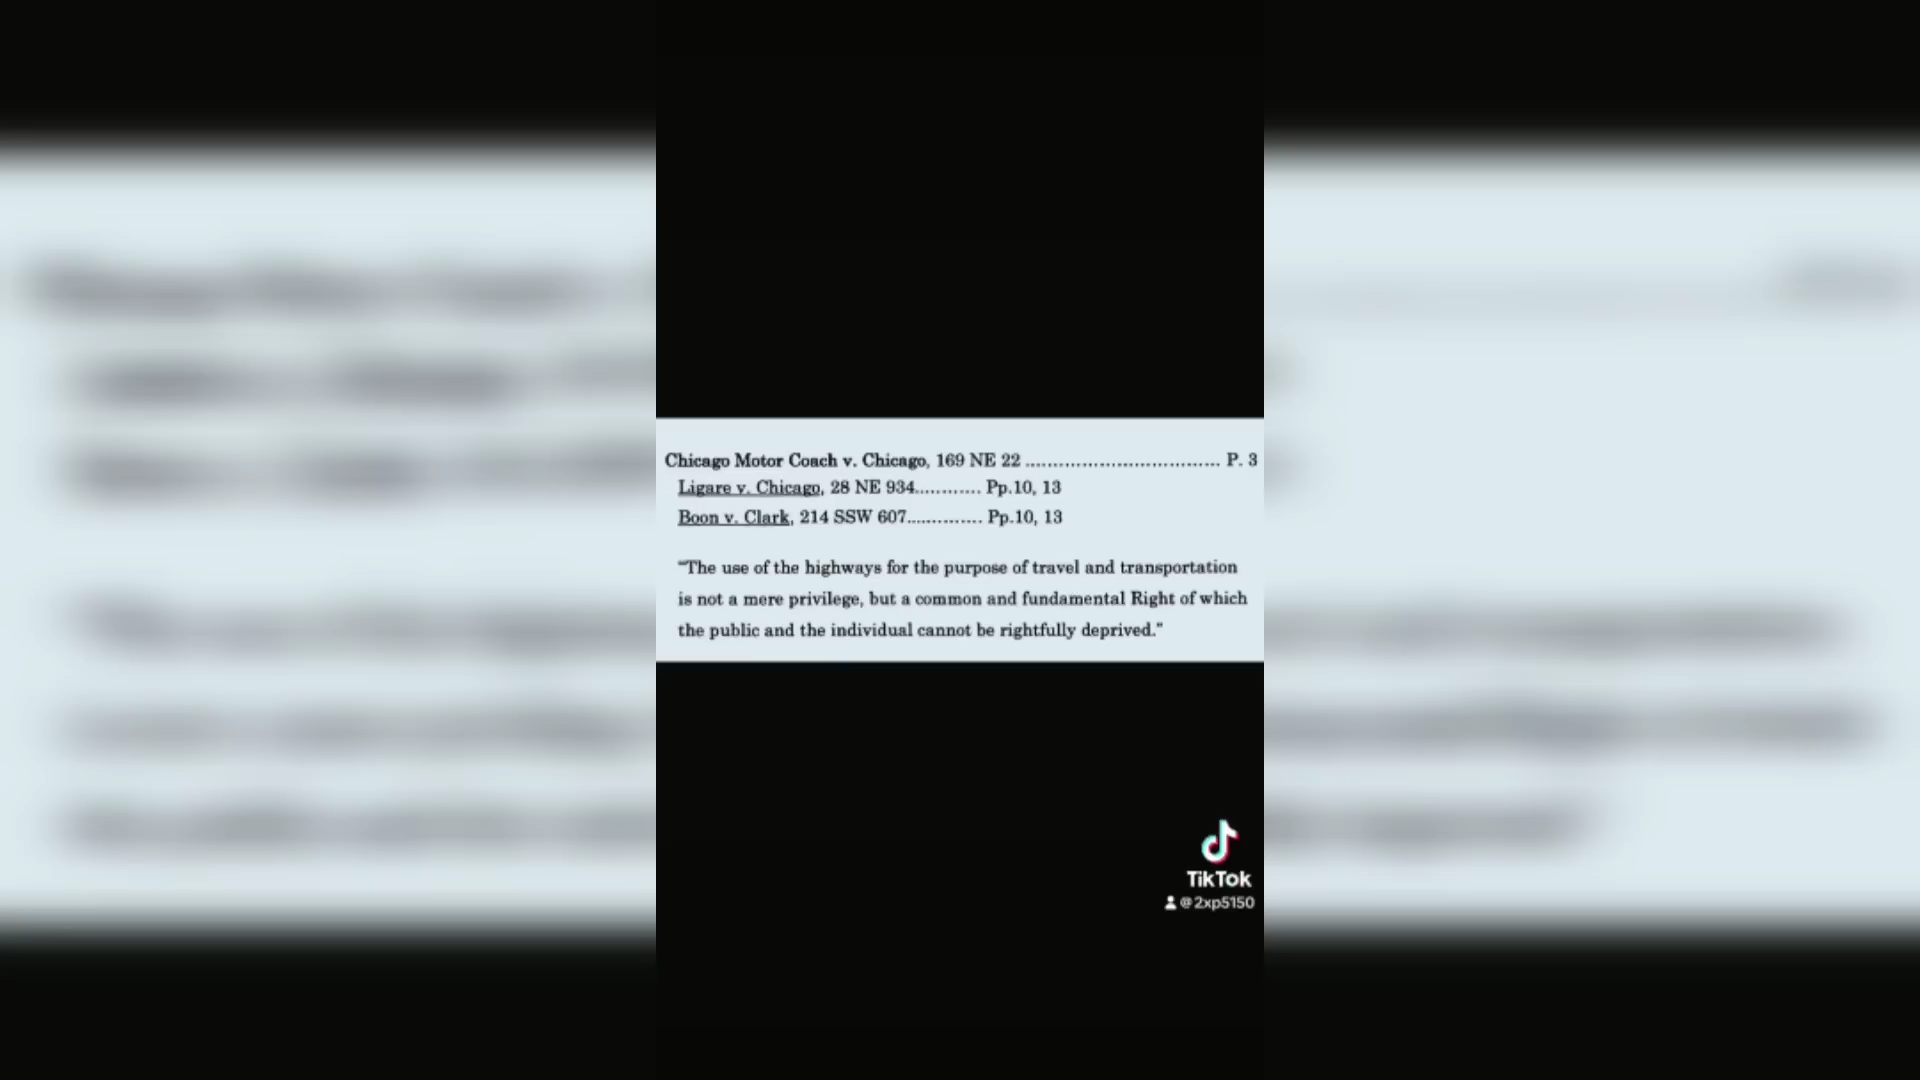 Chicago Motor Coach v. Chicago, 169 NE 22 .................................. P. 3
Ligare v. Chicago, 28 NE 934............ Pp.10, 13
Boon v. Clark, 214 SSW 607.............. Pp.10, 13
"The use of the highways for the purpose of travel and transportation
is not a mere privilege, but a common and fundamental Right of which
the public and the individual cannot be rightfully deprived."
TikTok
@2xp5150